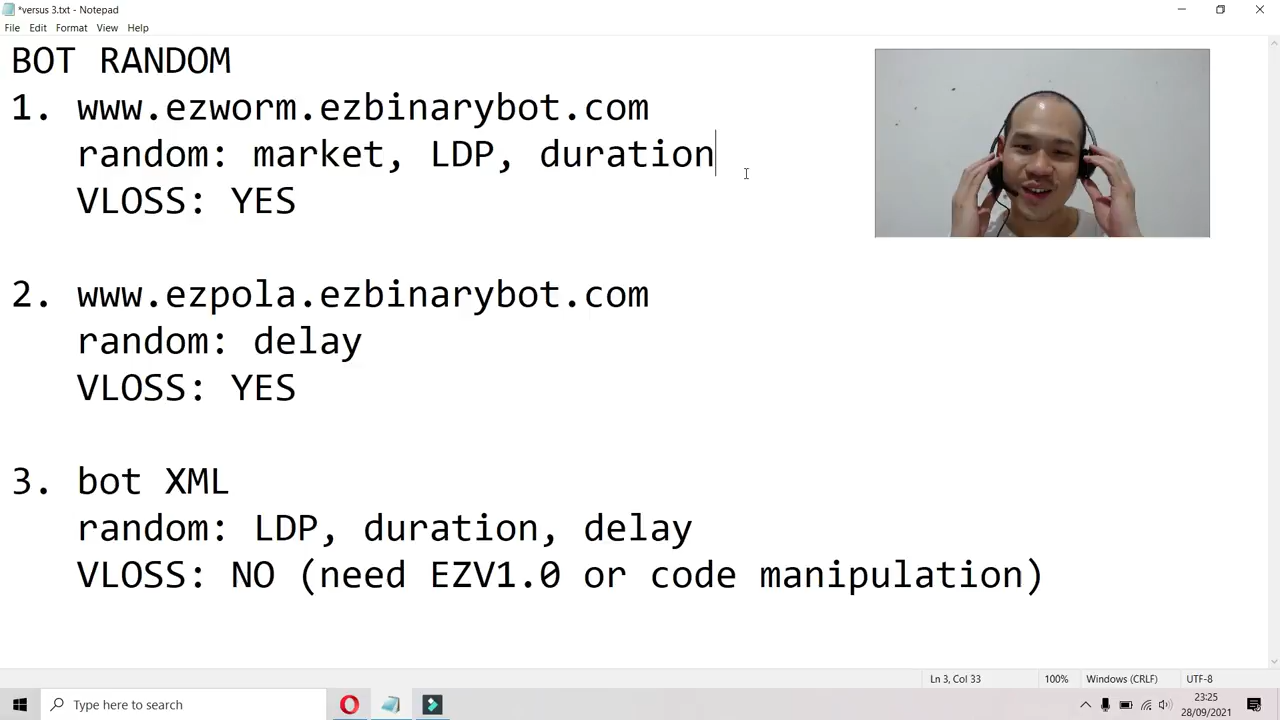 *versus 3.txt - Notepad
File Edit Format View Help
BOT RANDOM
1. www.ezworm.ezbinarybot.com
random: market, LDP, duration
VLOSS: YES
2. www.ezpola.ezbinarybot.com
random: delay
VLOSS: YES
3. bot XML
random: LDP, duration, delay
VLOSS: NO (need EZV1.0 or code manipulation)
Ln 3, Col 33 100% Windows (CRLF) UTF-8
Type here to search
23:25
28/09/2021